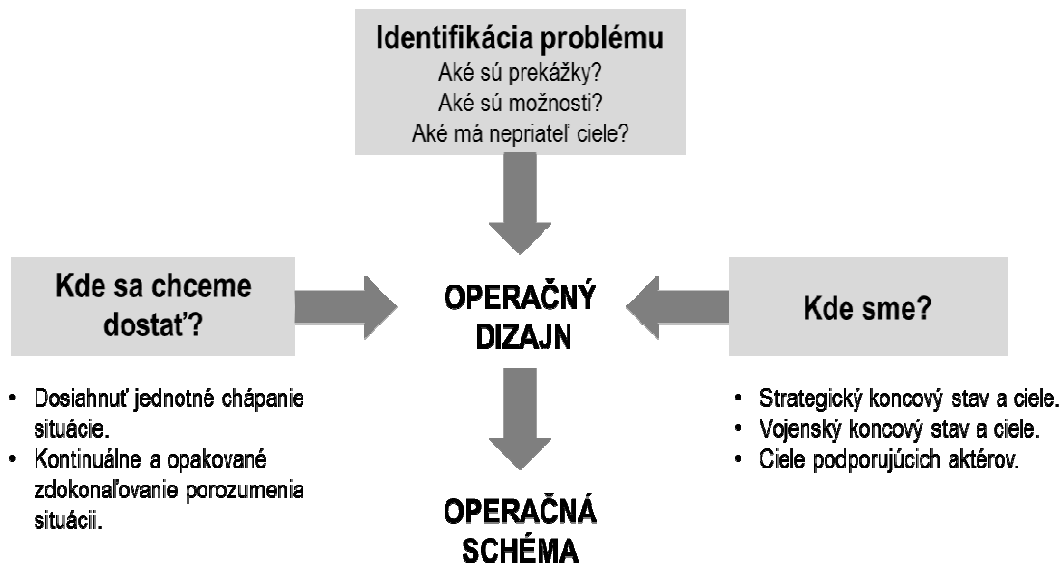 Identifikácia problému
Aké sú prekážky?
Aké sú možnosti?
Aké má nepriateľ ciele?
Kde sa chceme
dostať?
• Dosiahnuť jednotné chápanie
situácie.
• Kontinuálne a opakované
zdokonaľovanie porozumenia
situácii.
OPERAČNÝ
DIZAJN
OPERAČNÁ
SCHÉMA
Kde sme?
• Strategický koncový stav a ciele.
• Vojenský koncový stav a ciele.
• Ciele podporujúcich aktérov.